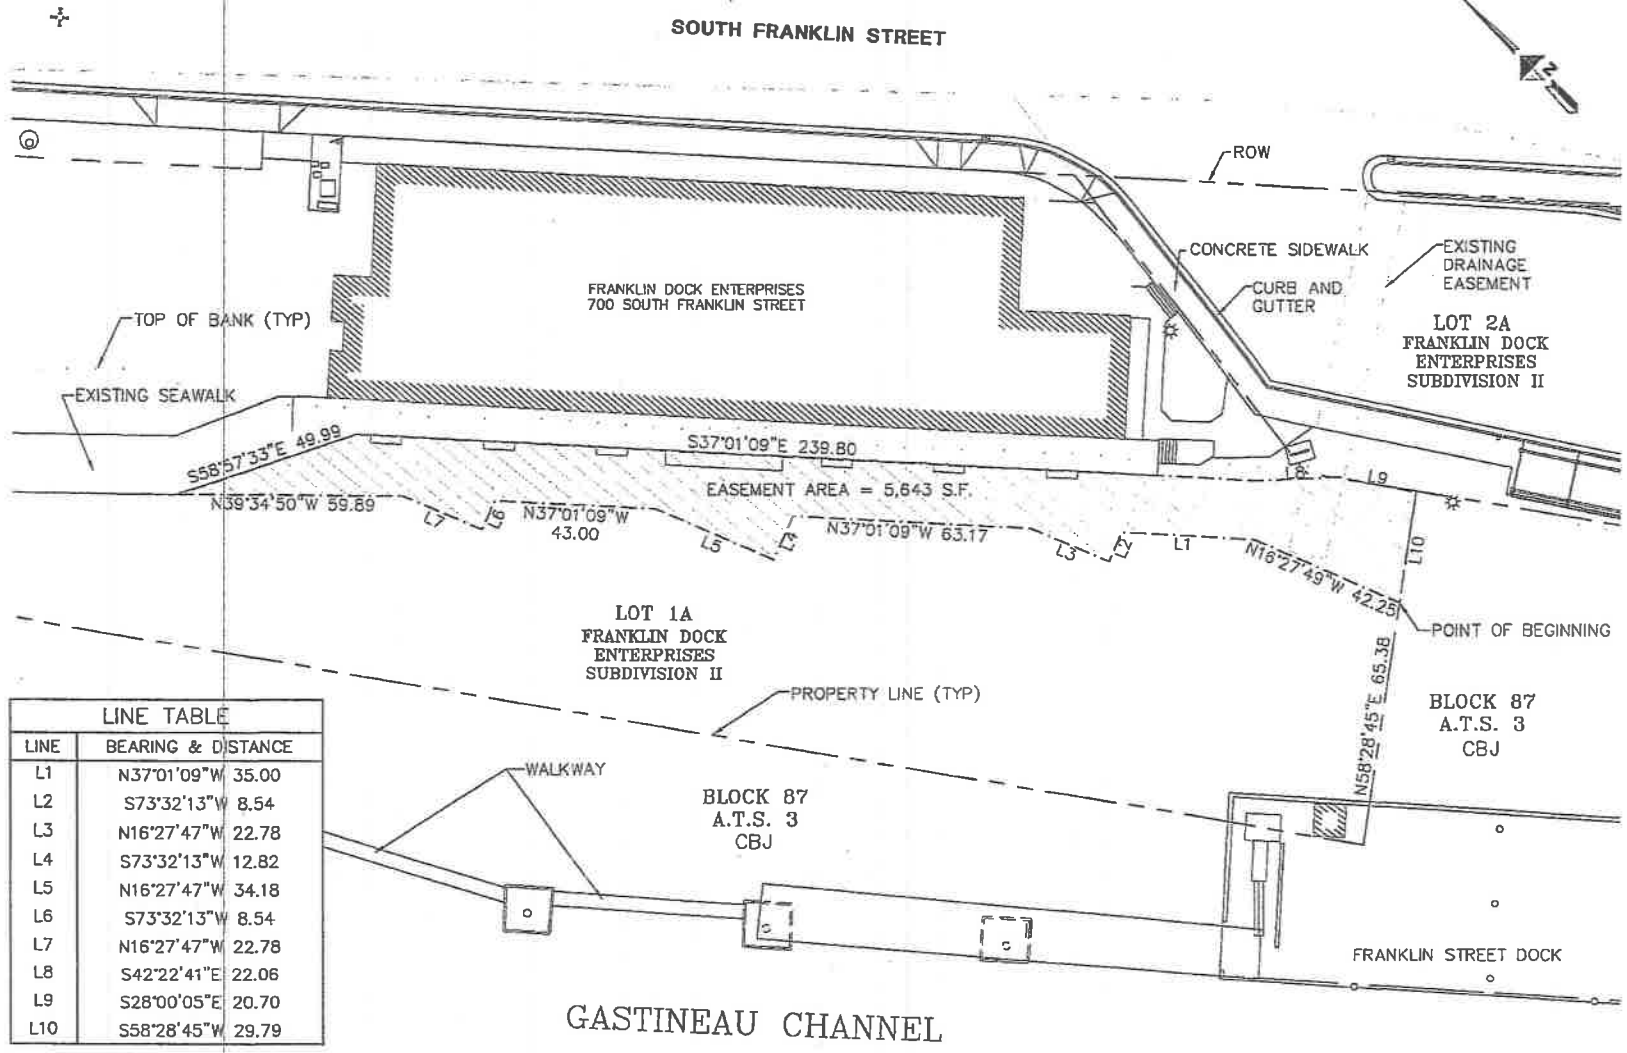 SOUTH FRANKLIN STREET
N
ROW
CONCRETE SIDEWALK
EXISTING
DRAINAGE
EASEMENT
CURB AND
GUTTER
FRANKLIN DOCK ENTERPRISES
700 SOUTH FRANKLIN STREET
LOT 2A
FRANKLIN DOCK
ENTERPRISES
SUBDIVISION II
TOP OF BANK (TYP)
EXISTING SEAWALK
S58°57'33"E 49.99
S37°01'09"E 239.80
L8
L9
EASEMENT AREA = 5,643 S.F.
N39°34'50"W 59.89
L7
L6
N37°01'09"W
43.00
L5
L4
N37°01'09"W 63.17
L3
L2
L1
N16°27'49"W 42.25
L10
POINT OF BEGINNING
LOT 1A
FRANKLIN DOCK
ENTERPRISES
SUBDIVISION II
PROPERTY LINE (TYP)
N58°28'45"E 65.38
BLOCK 87
A.T.S. 3
CBJ
LINE TABLE
LINE BEARING & DISTANCE
L1 N37°01'09"W 35.00
L2 S73°32'13"W 8.54
L3 N16°27'47"W 22.78
L4 S73°32'13"W 12.82
L5 N16°27'47"W 34.18
L6 S73°32'13"W 8.54
L7 N16°27'47"W 22.78
L8 S42°22'41"E 22.06
L9 S28°00'05"E 20.70
L10 S58°28'45"W 29.79
WALKWAY
BLOCK 87
A.T.S. 3
CBJ
FRANKLIN STREET DOCK
GASTINEAU CHANNEL